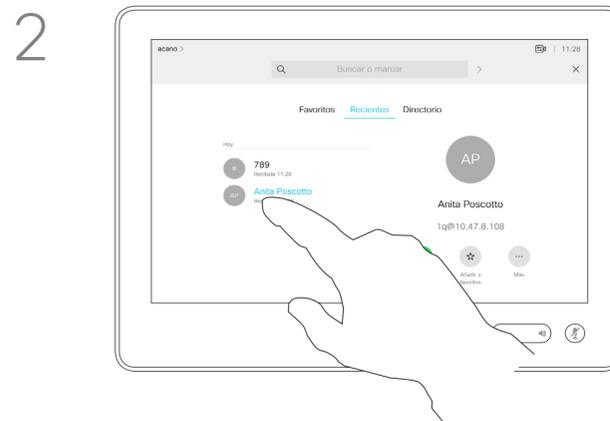 2
acano >
11:28
Buscar o marcar
Favoritos Recientes Directorio
Hoy
AP
789
Recibida 11:28
AP
Anita Poscotto
Anita Poscotto
1q@10.47.8.108
Añadir a
favoritos
Más